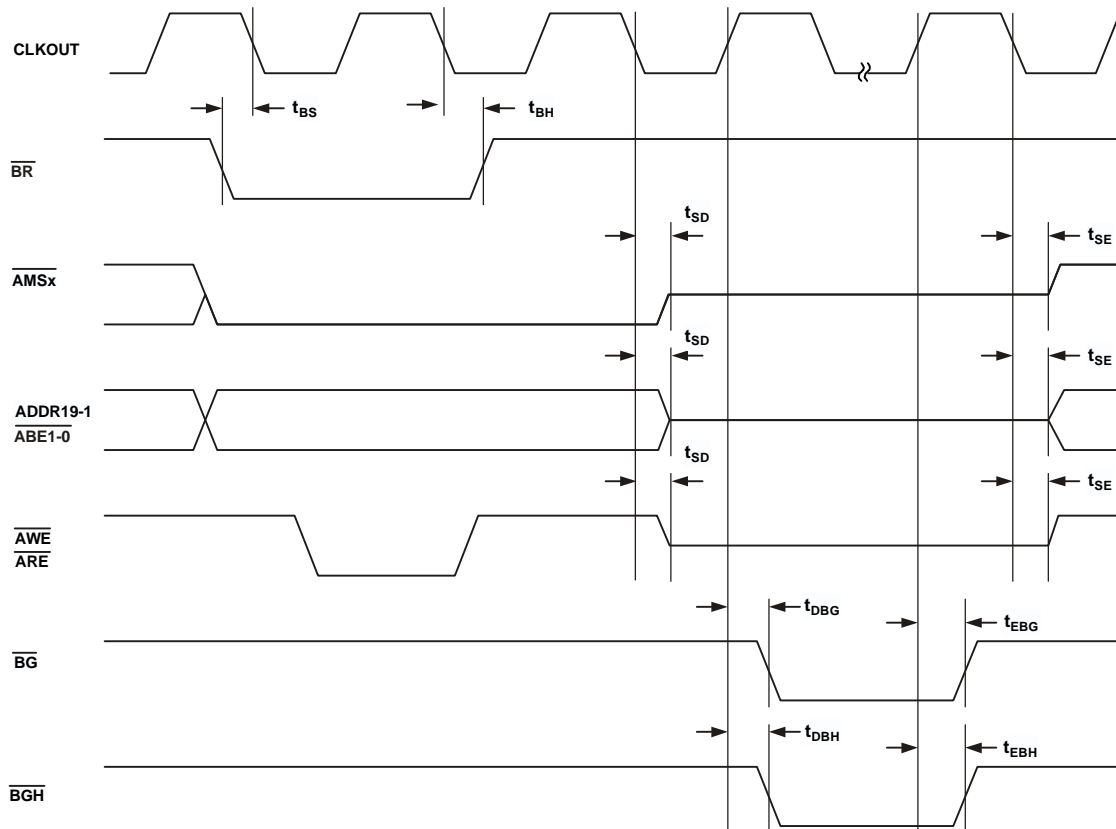 CLKOUT
tBS
tBH
BR
tSD
tSE
AMSx
tSD
tSE
ADDR19-1
ABE1-0
tSD
tSE
AWE
ARE
tDBG
tEBG
BG
tDBH
tEBH
BGH